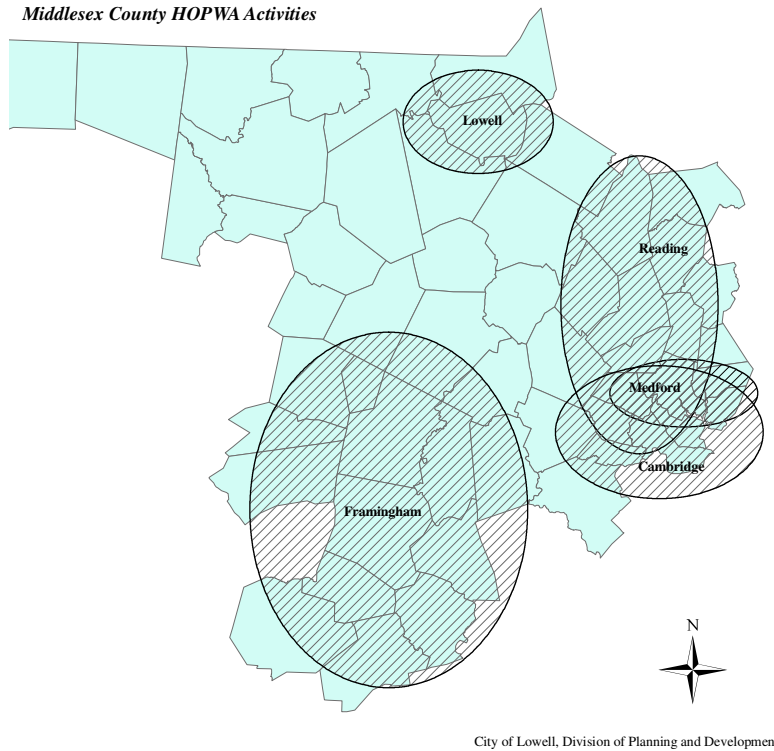 Middlesex County HOPWA Activities
Lowell
Reading
Medford
Cambridge
Framingham
N
City of Lowell, Division of Planning and Developmen